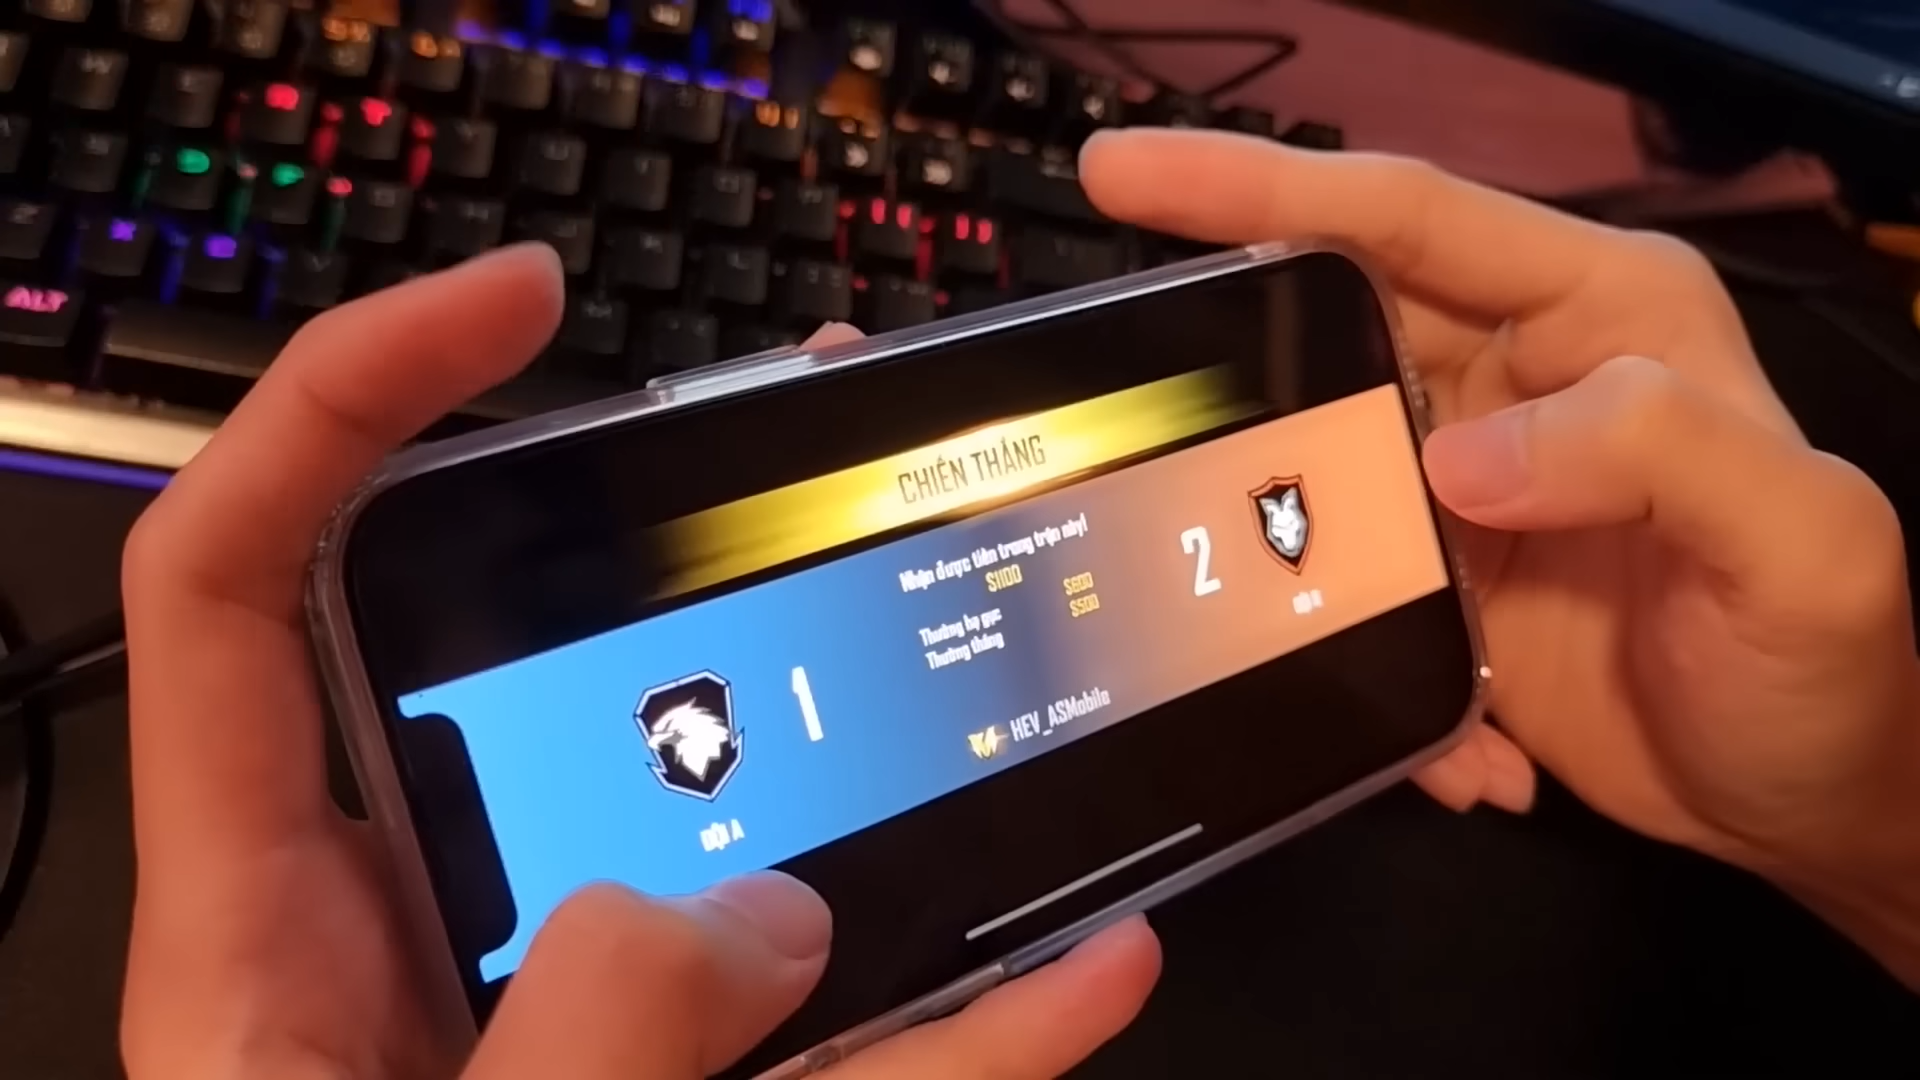 CHIẾN THẮNG
Nhận được tiền trong trận này!
$1100
Thưởng hạ gục $600
Thưởng thắng $500
1
2
ĐỘI A
HEV_ASMobile
ALT